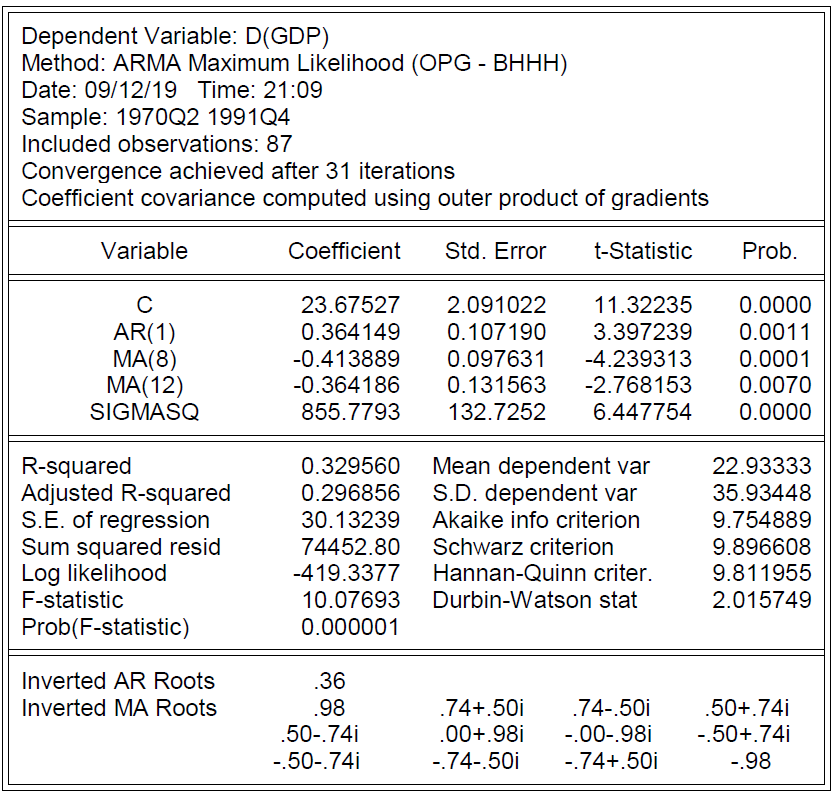 Dependent Variable: D(GDP)
Method: ARMA Maximum Likelihood (OPG - BHHH)
Date: 09/12/19 Time: 21:09
Sample: 1970Q2 1991Q4
Included observations: 87
Convergence achieved after 31 iterations
Coefficient covariance computed using outer product of gradients
Variable Coefficient Std. Error t-Statistic Prob.
C 23.67527 2.091022 11.32235 0.0000
AR(1) 0.364149 0.107190 3.397239 0.0011
MA(8) -0.413889 0.097631 -4.239313 0.0001
MA(12) -0.364186 0.131563 -2.768153 0.0070
SIGMASQ 855.7793 132.7252 6.447754 0.0000
R-squared 0.329560 Mean dependent var 22.93333
Adjusted R-squared 0.296856 S.D. dependent var 35.93448
S.E. of regression 30.13239 Akaike info criterion 9.754889
Sum squared resid 74452.80 Schwarz criterion 9.896608
Log likelihood -419.3377 Hannan-Quinn criter. 9.811955
F-statistic 10.07693 Durbin-Watson stat 2.015749
Prob(F-statistic) 0.000001
Inverted AR Roots .36
Inverted MA Roots .98 .74+.50i .74-.50i .50+.74i
.50-.74i .00+.98i -.00-.98i -.50+.74i
-.50-.74i -.74-.50i -.74+.50i -.98